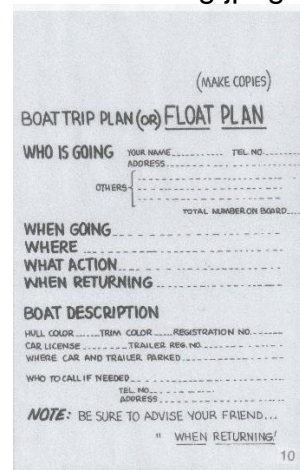 (MAKE COPIES)
BOAT TRIP PLAN (OR) FLOAT PLAN
WHO IS GOING YOUR NAME TEL. NO.
ADDRESS
OTHERS
TOTAL NUMBER ON BOARD
WHEN GOING
WHERE
WHAT ACTION
WHEN RETURNING
BOAT DESCRIPTION
HULL COLOR TRIM COLOR REGISTRATION NO.
CAR LICENSE TRAILER REG. NO.
WHERE CAR AND TRAILER PARKED
WHO TO CALL IF NEEDED
TEL. NO.
ADDRESS
NOTE: BE SURE TO ADVISE YOUR FRIEND...
" WHEN RETURNING!
10